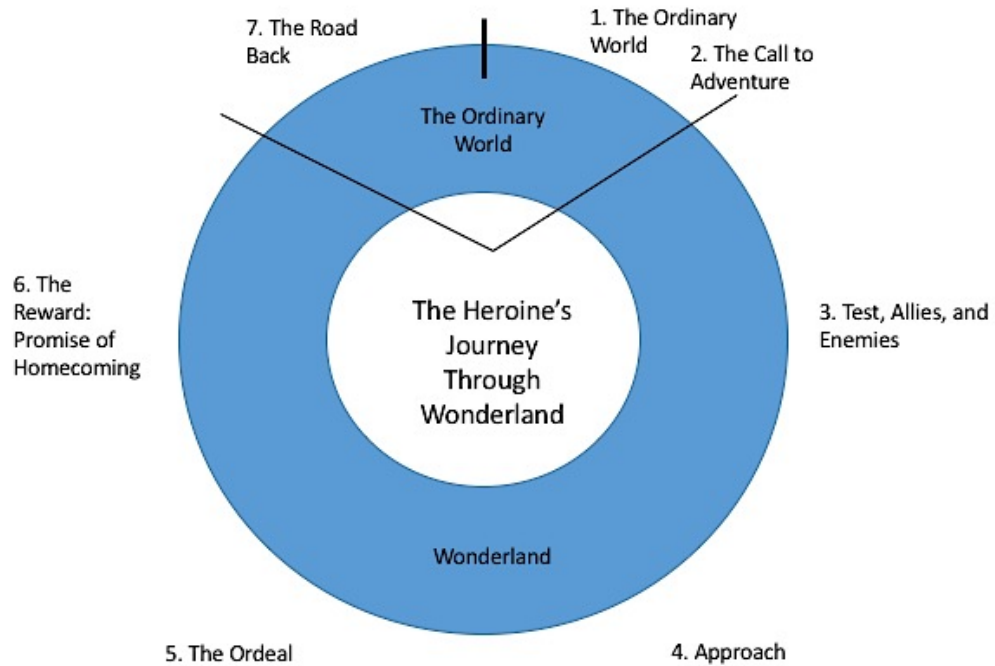 1. The Ordinary
World
2. The Call to
Adventure
3. Test, Allies, and
Enemies
4. Approach
5. The Ordeal
6. The
Reward:
Promise of
Homecoming
7. The Road
Back
The Ordinary
World
The Heroine’s
Journey
Through
Wonderland
Wonderland